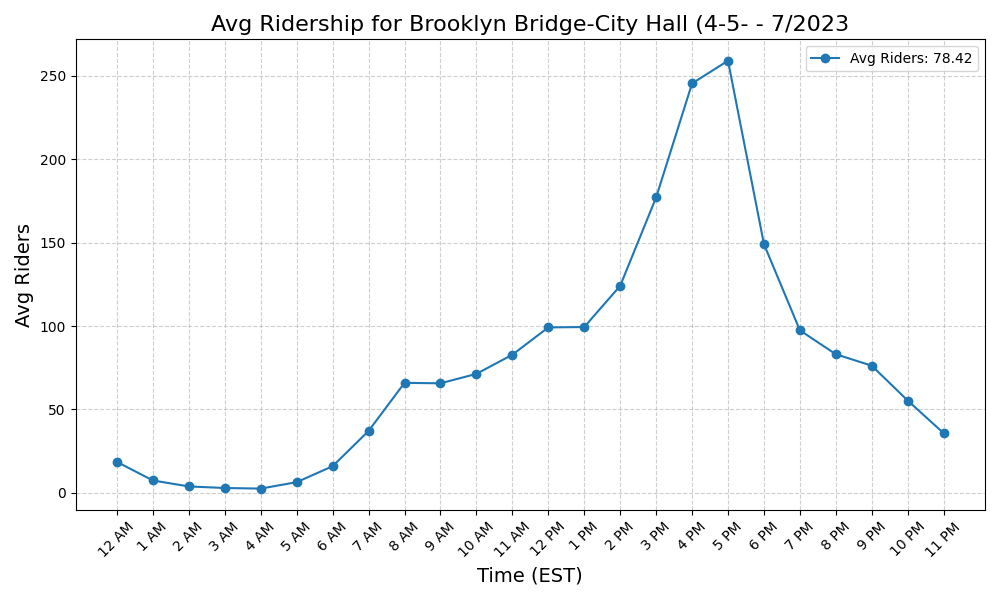 Avg Ridership for Brooklyn Bridge-City Hall (4-5- - 7/2023
Avg Riders: 78.42
Avg Riders
250
200
150
100
50
0
12 AM
1 AM
2 AM
3 AM
4 AM
5 AM
6 AM
7 AM
8 AM
9 AM
10 AM
11 AM
12 PM
1 PM
2 PM
3 PM
4 PM
5 PM
6 PM
7 PM
8 PM
9 PM
10 PM
11 PM
Time (EST)